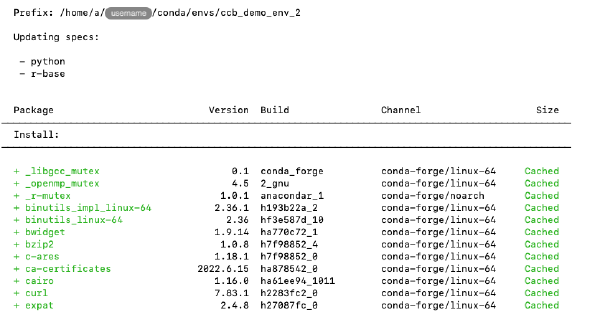 Prefix: /home/a/username/conda/envs/ccb_demo_env_2
Updating specs:
- python
- r-base
Package Version Build Channel Size
Install:
+ _libgcc_mutex 0.1 conda_forge conda-forge/linux-64 Cached
+ _openmp_mutex 4.5 2_gnu conda-forge/linux-64 Cached
+ _r-mutex 1.0.1 anacondar_1 conda-forge/noarch Cached
+ binutils_impl_linux-64 2.36.1 h193b22a_2 conda-forge/linux-64 Cached
+ binutils_linux-64 2.36 hf3e587d_10 conda-forge/linux-64 Cached
+ bwidget 1.9.14 ha770c72_1 conda-forge/linux-64 Cached
+ bzip2 1.0.8 h7f98852_4 conda-forge/linux-64 Cached
+ c-ares 1.18.1 h7f98852_0 conda-forge/linux-64 Cached
+ ca-certificates 2022.6.15 ha878542_0 conda-forge/linux-64 Cached
+ cairo 1.16.0 ha61ee94_1011 conda-forge/linux-64 Cached
+ curl 7.83.1 h2283fc2_0 conda-forge/linux-64 Cached
+ expat 2.4.8 h27087fc_0 conda-forge/linux-64 Cached